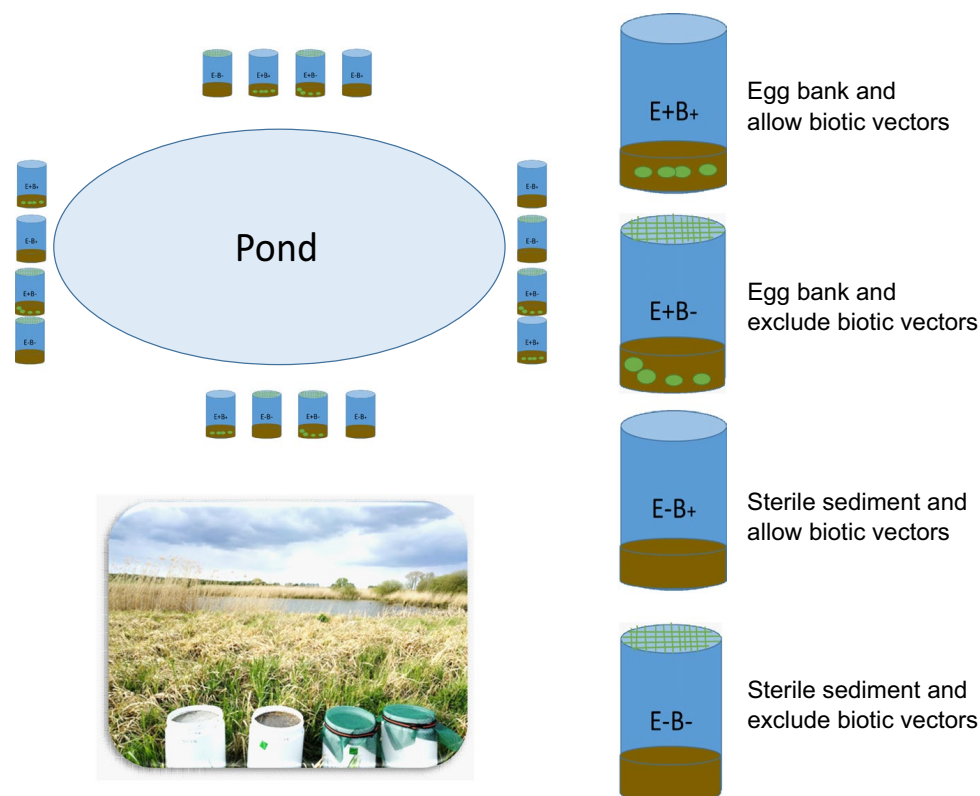 E-B-
E+B+
E+B-
E-B+
E+B+
E-B+
E+B-
E-B-
Pond
E-B+
E-B-
E+B-
E+B+
E+B+
E-B-
E+B-
E-B+
E+B+
Egg bank and
allow biotic vectors
E+B-
Egg bank and
exclude biotic vectors
E-B+
Sterile sediment and
allow biotic vectors
E-B-
Sterile sediment and
exclude biotic vectors